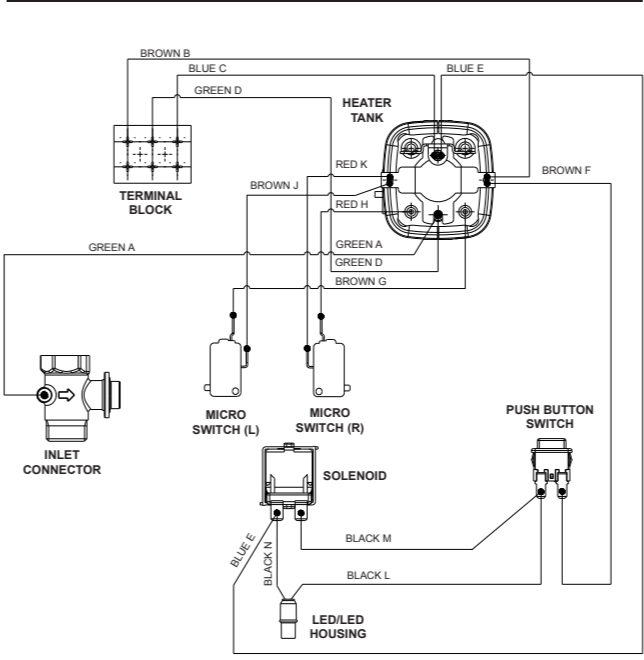 BROWN B
BLUE C
BLUE E
GREEN D
HEATER
TANK
RED K
BROWN F
BROWN J
TERMINAL
BLOCK
RED H
GREEN A
GREEN A
GREEN D
BROWN G
MICRO
SWITCH (L)
MICRO
SWITCH (R)
PUSH BUTTON
SWITCH
INLET
CONNECTOR
SOLENOID
BLUE E
BLACK N
BLACK M
BLACK L
LED/LED
HOUSING